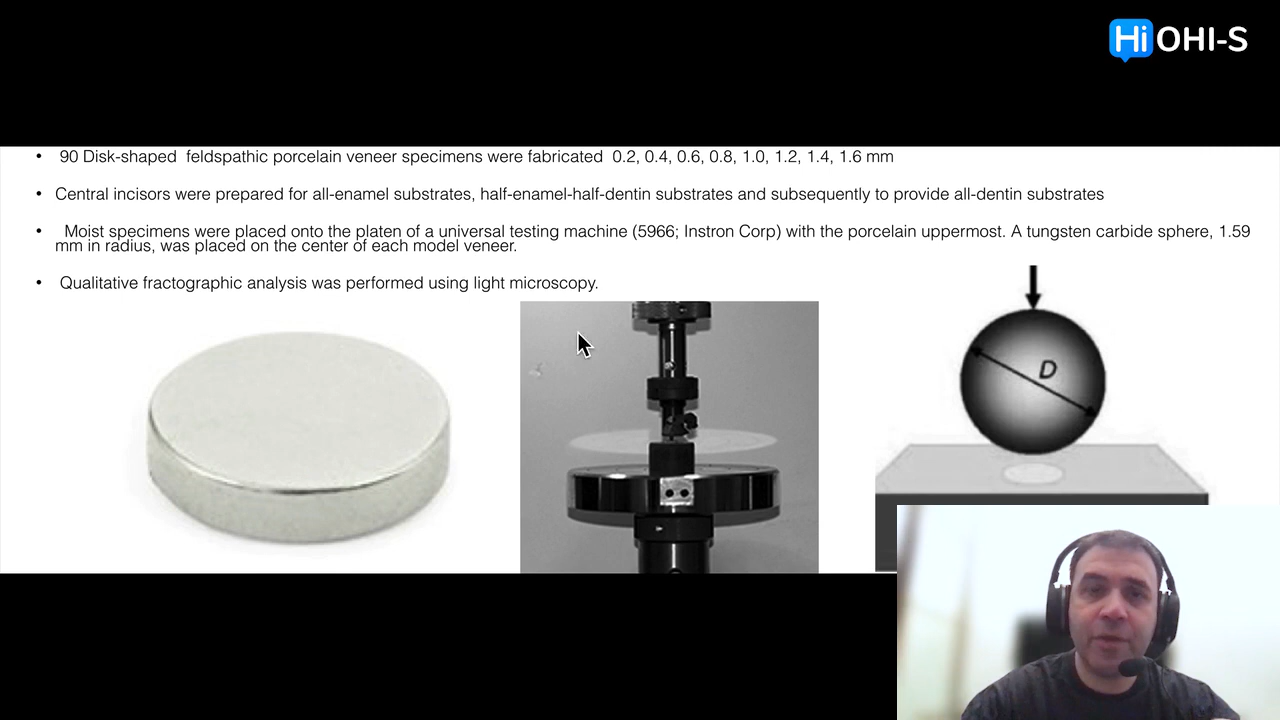 Hi OHI-S
• 90 Disk-shaped feldspathic porcelain veneer specimens were fabricated 0.2, 0.4, 0.6, 0.8, 1.0, 1.2, 1.4, 1.6 mm
• Central incisors were prepared for all-enamel substrates, half-enamel-half-dentin substrates and subsequently to provide all-dentin substrates
• Moist specimens were placed onto the platen of a universal testing machine (5966; Instron Corp) with the porcelain uppermost. A tungsten carbide sphere, 1.59
mm in radius, was placed on the center of each model veneer.
• Qualitative fractographic analysis was performed using light microscopy.
D